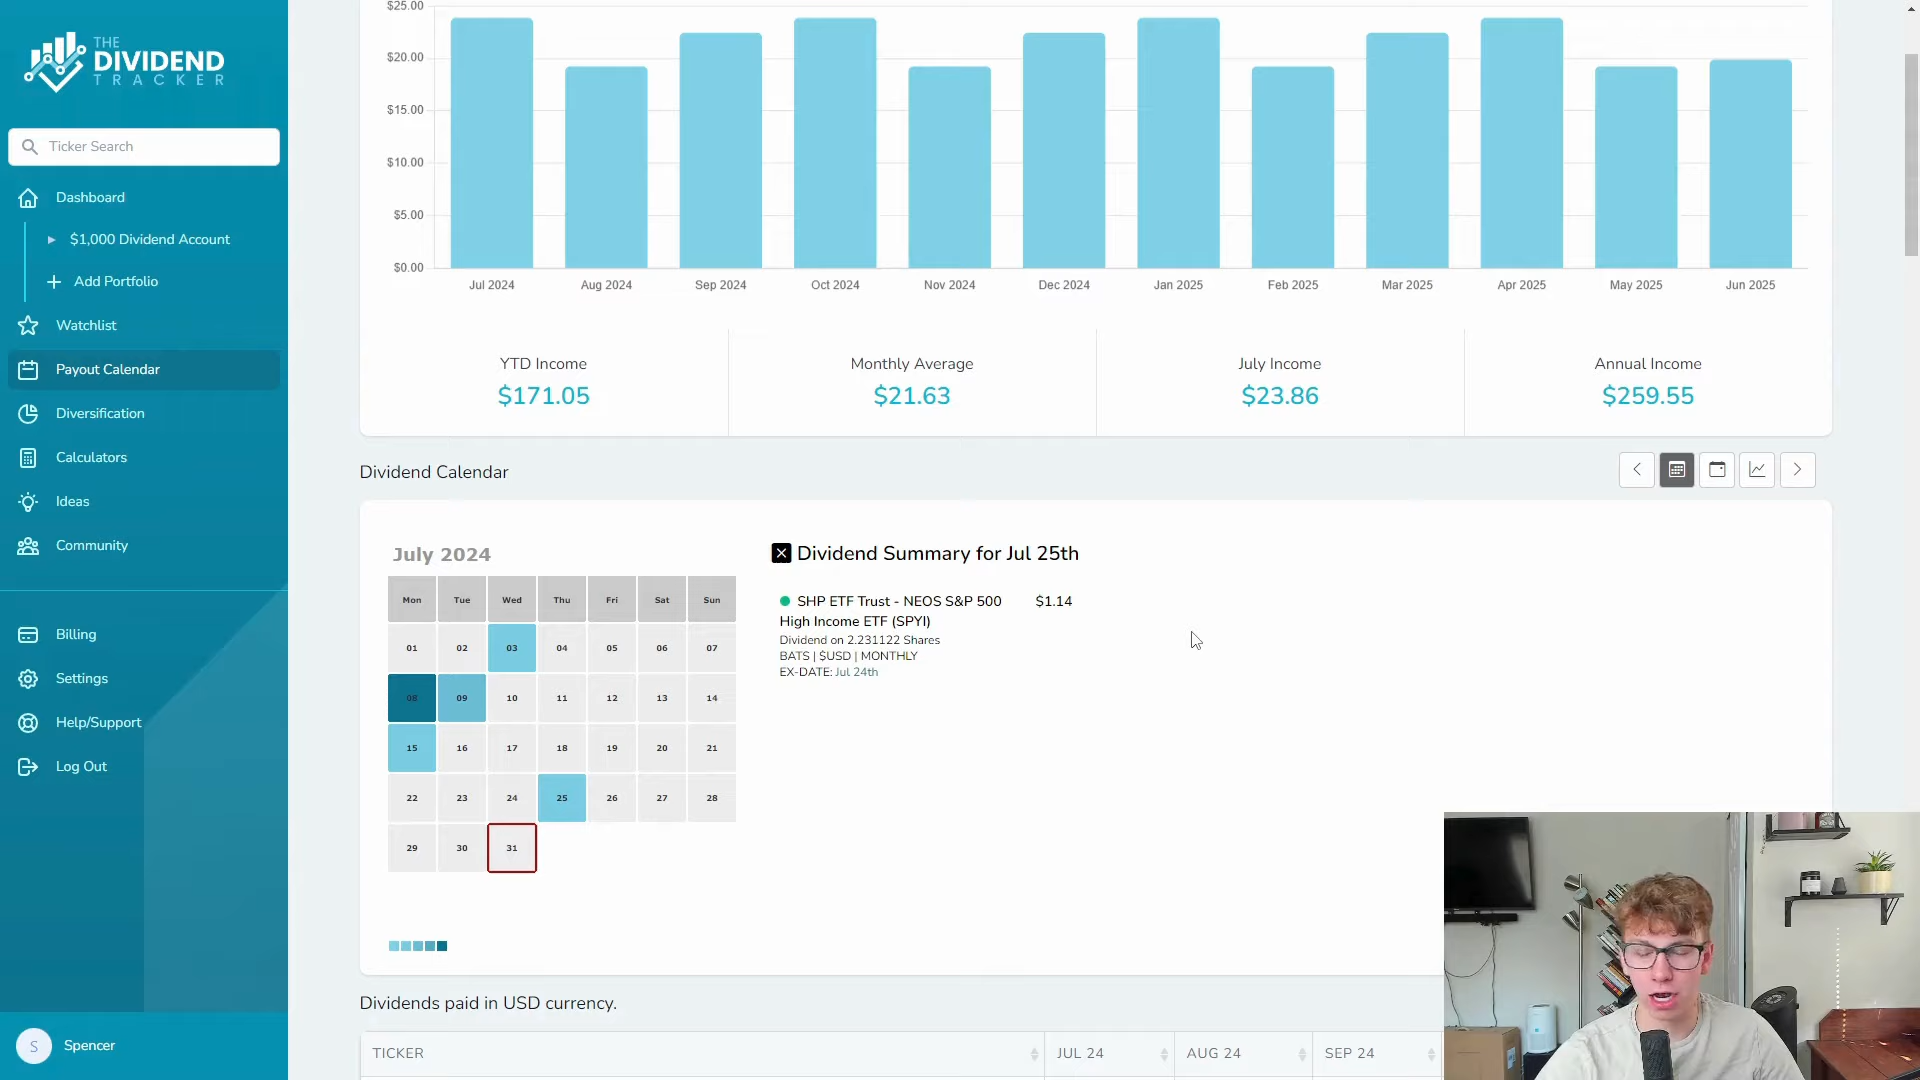 THE
DIVIDEND
TRACKER
Ticker Search
Dashboard
$1,000 Dividend Account
Add Portfolio
Watchlist
Payout Calendar
Diversification
Calculators
Ideas
Community
Billing
Settings
Help/Support
Log Out
S
Spencer
$25.00
$20.00
$15.00
$10.00
$5.00
$0.00
Jul 2024 Aug 2024 Sep 2024 Oct 2024 Nov 2024 Dec 2024 Jan 2025 Feb 2025 Mar 2025 Apr 2025 May 2025 Jun 2025
YTD Income Monthly Average July Income Annual Income
$171.05 $21.63 $23.86 $259.55
Dividend Calendar
July 2024
Mon Tue Wed Thu Fri Sat Sun
01 02 03 04 05 06 07
08 09 10 11 12 13 14
15 16 17 18 19 20 21
22 23 24 25 26 27 28
29 30 31
Dividend Summary for Jul 25th
SHP ETF Trust - NEOS S&P 500 $1.14
High Income ETF (SPYI)
Dividend on 2.231122 Shares
BATS | $USD | MONTHLY
EX-DATE: Jul 24th
Dividends paid in USD currency.
TICKER JUL 24 AUG 24 SEP 24